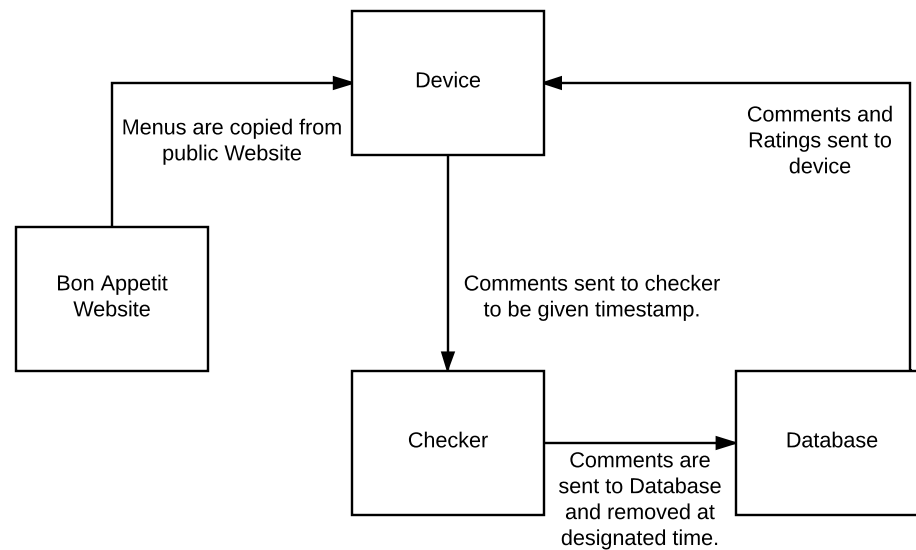 Device
Menus are copied from
public Website
Comments and
Ratings sent to
device
Bon Appetit
Website
Comments sent to checker
to be given timestamp.
Checker
Database
Comments are
sent to Database
and removed at
designated time.